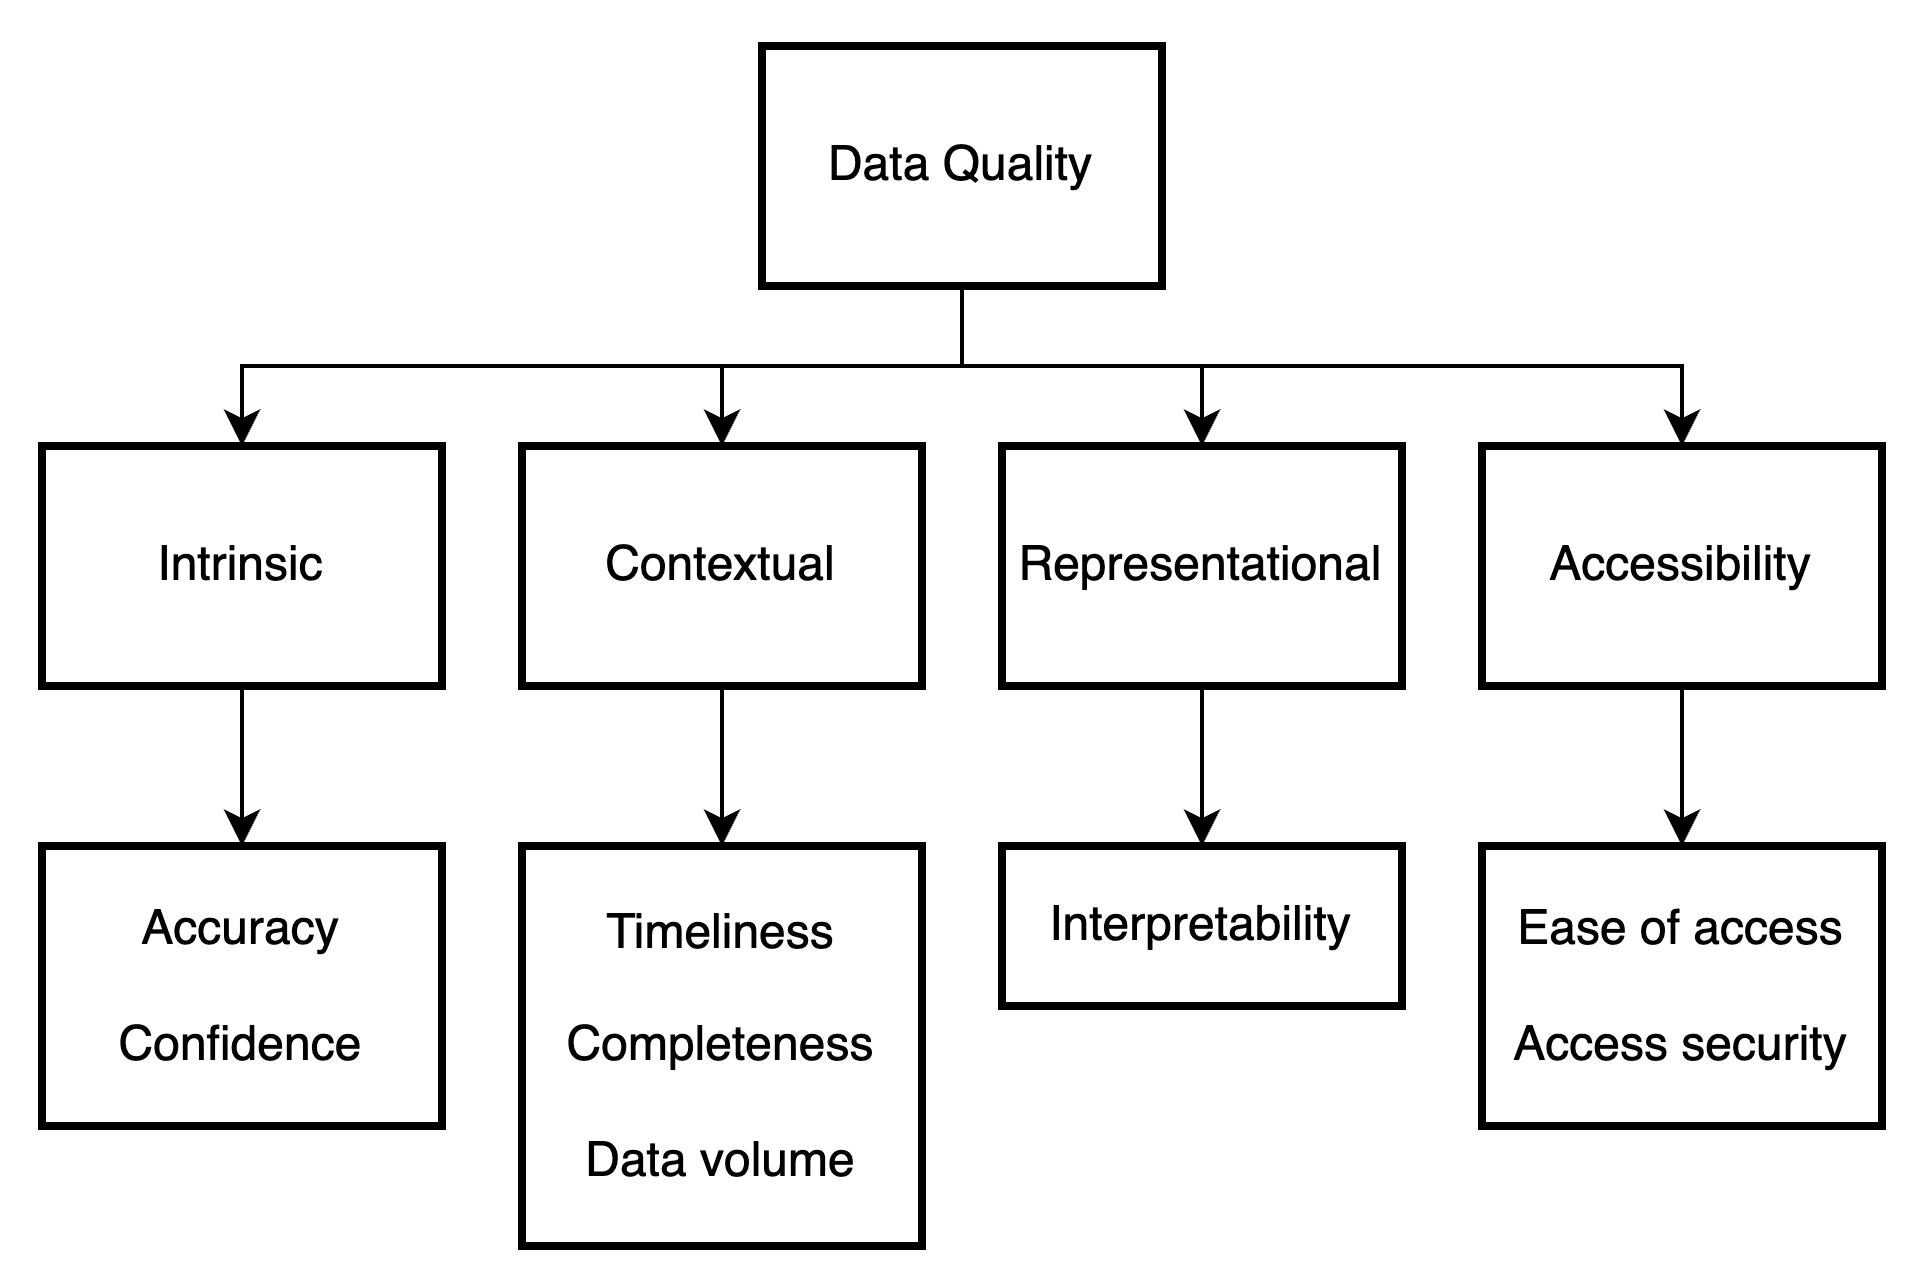 Data Quality
Intrinsic
Contextual
Representational
Accessibility
Accuracy
Confidence
Timeliness
Completeness
Data volume
Interpretability
Ease of access
Access security